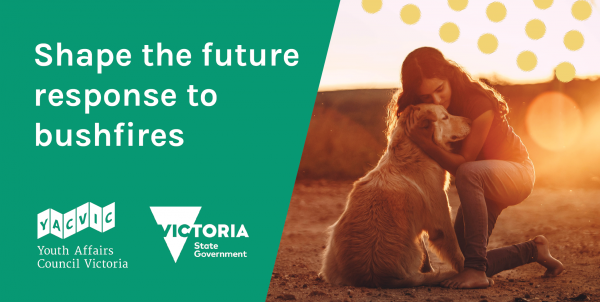 Shape the future
response to
bushfires
YACVIC
Youth Affairs
Council Victoria
VICTORIA
State
Government